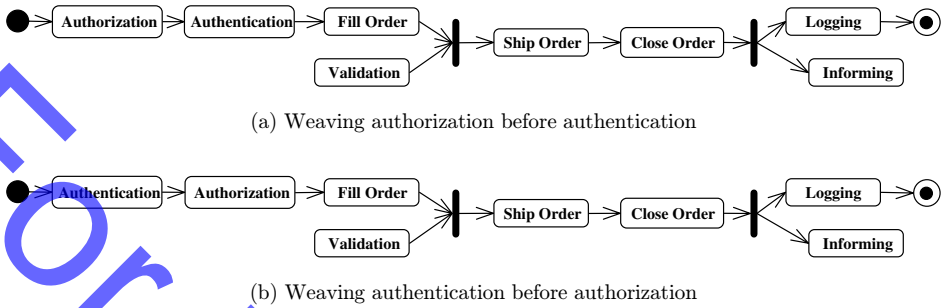 Authorization Authentication Fill Order Logging
Ship Order Close Order
Validation Informing
(a) Weaving authorization before authentication
Authentication Authorization Fill Order Logging
Ship Order Close Order
Validation Informing
(b) Weaving authentication before authorization
For